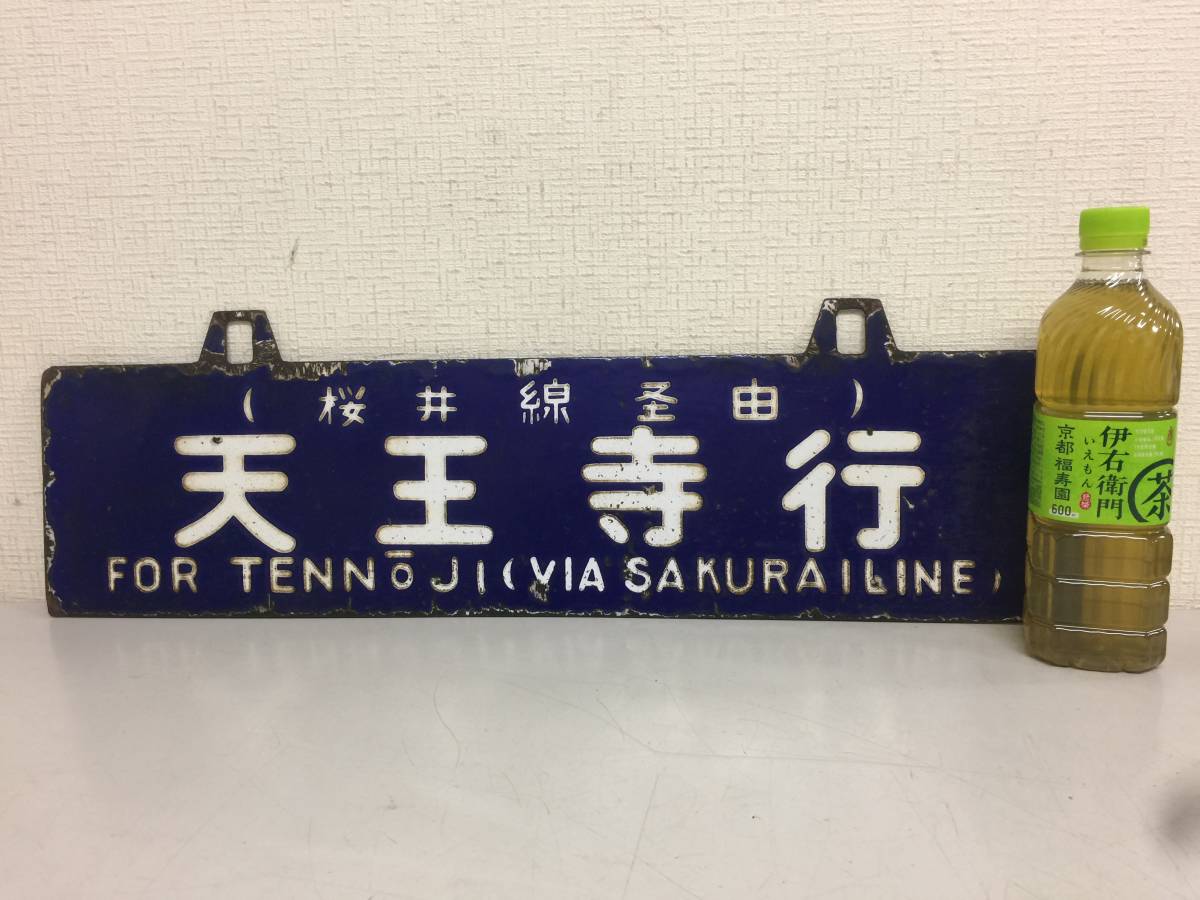 (桜井線圣由)
天王寺行
FOR TENNŌJI (VIA SAKURAI LINE)
伊右衛門
いえもん
京都福寿園
茶
600